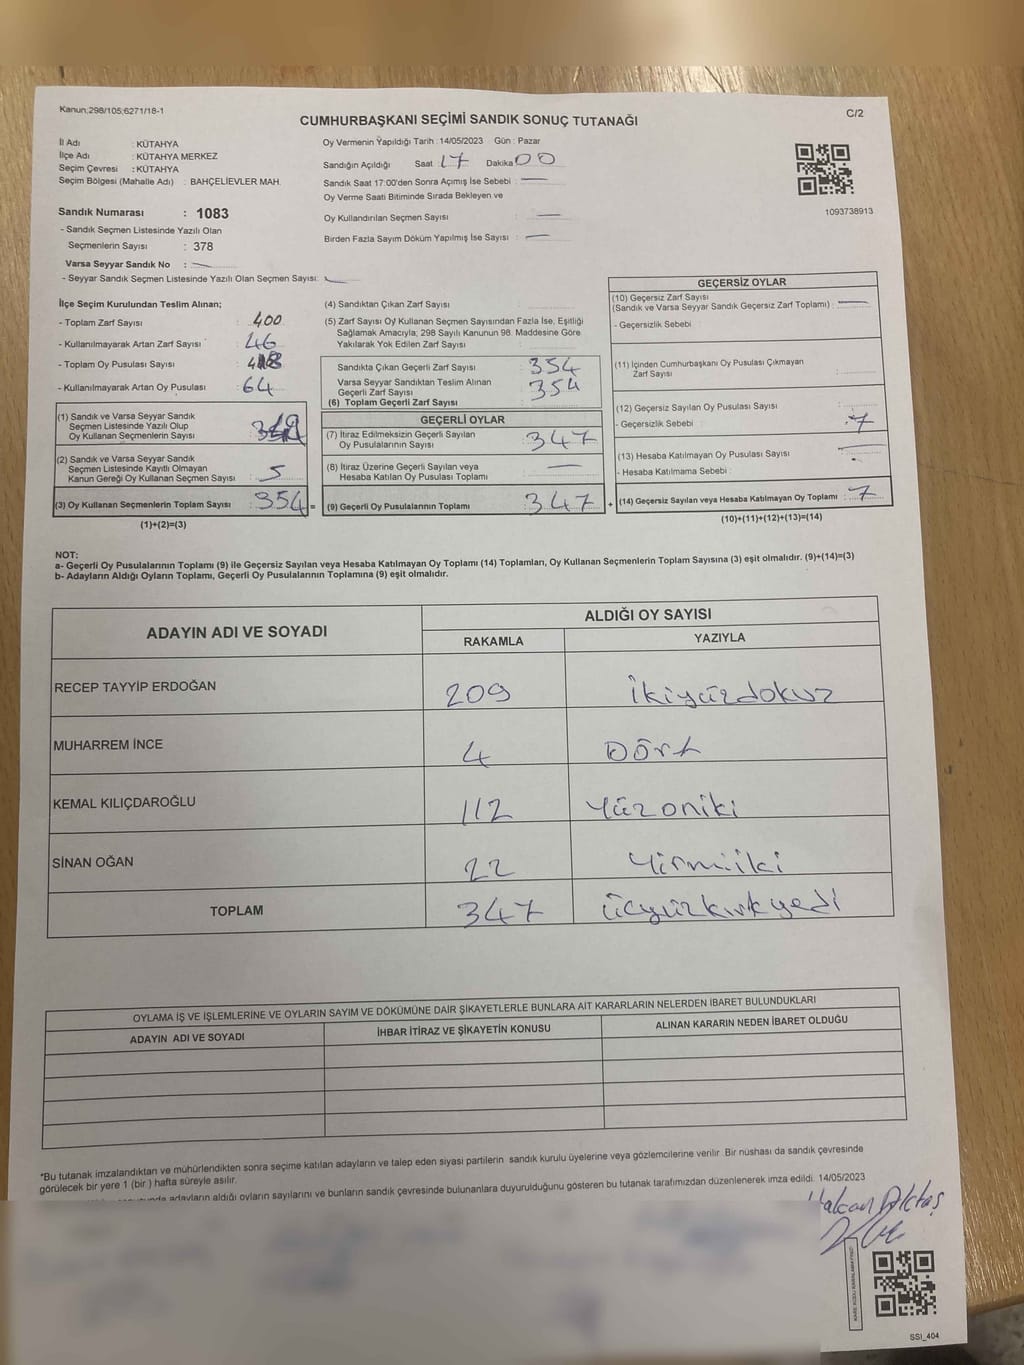 Kanun;298/105;6271/18-1
C/2
CUMHURBAŞKANI SEÇİMİ SANDIK SONUÇ TUTANAĞI
İl Adı : KÜTAHYA
İlçe Adı : KÜTAHYA MERKEZ
Seçim Çevresi : KÜTAHYA
Seçim Bölgesi (Mahalle Adı) : BAHÇELİEVLER MAH.
Sandık Numarası : 1083
- Sandık Seçmen Listesinde Yazılı Olan
Seçmenlerin Sayısı : 378
Varsa Seyyar Sandık No :
- Seyyar Sandık Seçmen Listesinde Yazılı Olan Seçmen Sayısı:
Oy Vermenin Yapıldığı Tarih :14/05/2023 Gün : Pazar
Sandığın Açıldığı Saat 17 Dakika 00
Sandık Saat 17:00'den Sonra Açımış İse Sebebi :
Oy Verme Saati Bitiminde Sırada Bekleyen ve
Oy Kullandırılan Seçmen Sayısı :
Birden Fazla Sayım Döküm Yapılmış İse Sayısı :
1093738913
İlçe Seçim Kurulundan Teslim Alınan;
- Toplam Zarf Sayısı : 400
- Kullanılmayarak Artan Zarf Sayısı : 46
- Toplam Oy Pusulası Sayısı : 418
- Kullanılmayarak Artan Oy Pusulası : 64
(1) Sandık ve Varsa Seyyar Sandık
Seçmen Listesinde Yazılı Olup
Oy Kullanan Seçmenlerin Sayısı : 349
(2) Sandık ve Varsa Seyyar Sandık
Seçmen Listesinde Kayıtlı Olmayan
Kanun Gereği Oy Kullanan Seçmen Sayısı : 5
(3) Oy Kullanan Seçmenlerin Toplam Sayısı : 354 =
(1)+(2)=(3)
(4) Sandıktan Çıkan Zarf Sayısı :
(5) Zarf Sayısı Oy Kullanan Seçmen Sayısından Fazla İse, Eşitliği
Sağlamak Amacıyla; 298 Sayılı Kanunun 98. Maddesine Göre
Yakılarak Yok Edilen Zarf Sayısı :
Sandıkta Çıkan Geçerli Zarf Sayısı : 354
Varsa Seyyar Sandıktan Teslim Alınan
Geçerli Zarf Sayısı : 354
(6) Toplam Geçerli Zarf Sayısı :
GEÇERLİ OYLAR
(7) İtiraz Edilmeksizin Geçerli Sayılan
Oy Pusulalarının Sayısı : 347
(8) İtiraz Üzerine Geçerli Sayılan veya
Hesaba Katılan Oy Pusulası Toplamı :
(9) Geçerli Oy Pusulalarının Toplamı : 347 +
GEÇERSİZ OYLAR
(10) Geçersiz Zarf Sayısı
(Sandık ve Varsa Seyyar Sandık Geçersiz Zarf Toplamı) :
- Geçersizlik Sebebi :
(11) İçinden Cumhurbaşkanı Oy Pusulası Çıkmayan
Zarf Sayısı :
(12) Geçersiz Sayılan Oy Pusulası Sayısı :
- Geçersizlik Sebebi : 7
(13) Hesaba Katılmayan Oy Pusulası Sayısı :
- Hesaba Katılmama Sebebi :
(14) Geçersiz Sayılan veya Hesaba Katılmayan Oy Toplamı : 7
(10)+(11)+(12)+(13)=(14)
NOT:
a- Geçerli Oy Pusulalarının Toplamı (9) ile Geçersiz Sayılan veya Hesaba Katılmayan Oy Toplamı (14) Toplamları, Oy Kullanan Seçmenlerin Toplam Sayısına (3) eşit olmalıdır. (9)+(14)=(3)
b- Adayların Aldığı Oyların Toplamı, Geçerli Oy Pusulalarının Toplamına (9) eşit olmalıdır.
ADAYIN ADI VE SOYADI
ALDIĞI OY SAYISI
RAKAMLA YAZIYLA
RECEP TAYYİP ERDOĞAN 209 İkiyüzdokuz
MUHARREM İNCE 4 Dört
KEMAL KILIÇDAROĞLU 112 Yüzoniki
SİNAN OĞAN 22 Yirmiiki
TOPLAM 347 üçyüzkırkyedi
OYLAMA İŞ VE İŞLEMLERİNE VE OYLARIN SAYIM VE DÖKÜMÜNE DAİR ŞİKAYETLERLE BUNLARA AİT KARARLARIN NELERDEN İBARET BULUNDUKLARI
ADAYIN ADI VE SOYADI İHBAR İTİRAZ VE ŞİKAYETİN KONUSU ALINAN KARARIN NEDEN İBARET OLDUĞU
*Bu tutanak imzalandıktan ve mühürlendikten sonra seçime katılan adayların ve talep eden siyasi partilerin sandık kurulu üyelerine veya gözlemcilerine verilir. Bir nüshası da sandık çevresinde
görülecek bir yere 1 (bir ) hafta süreyle asılır.
adayların aldığı oyların sayılarını ve bunların sandık çevresinde bulunanlara duyurulduğunu gösteren bu tutanak tarafımızdan düzenlenerek imza edildi. 14/05/2023
SSI_404